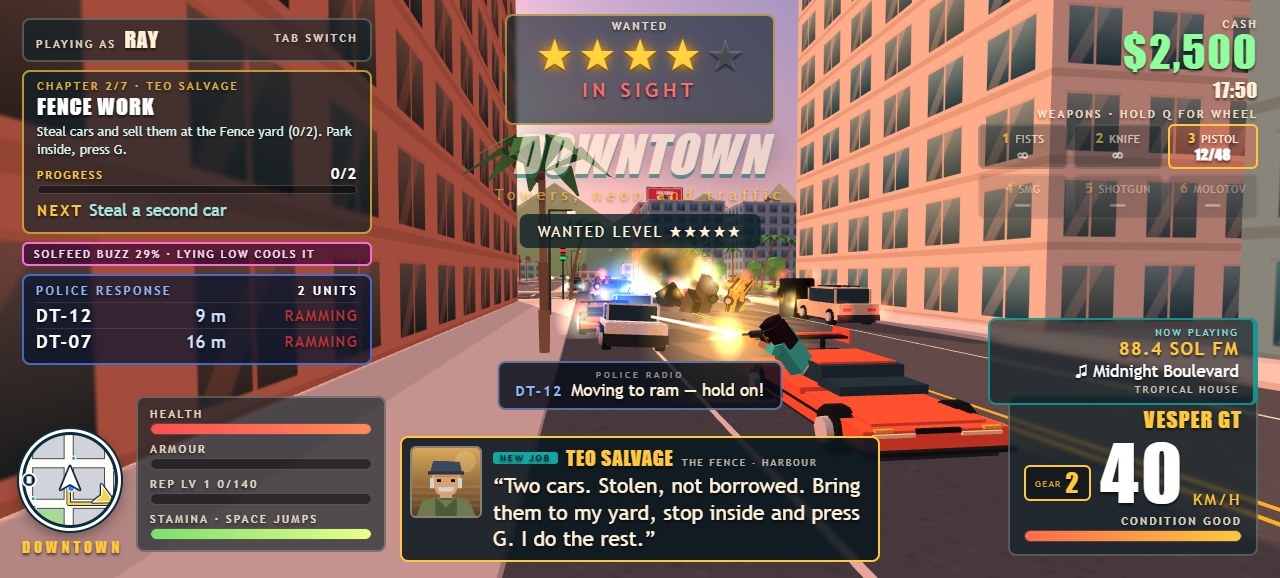 PLAYING AS RAY
TAB SWITCH
CHAPTER 2/7 · TEO SALVAGE
FENCE WORK
Steal cars and sell them at the Fence yard (0/2). Park
inside, press G.
PROGRESS 0/2
NEXT Steal a second car
SOLFEED BUZZ 29% · LYING LOW COOLS IT
POLICE RESPONSE 2 UNITS
DT-12 9 m RAMMING
DT-07 16 m RAMMING
HEALTH
ARMOUR
REP LV 1 0/140
STAMINA · SPACE JUMPS
DOWNTOWN
WANTED
IN SIGHT
DOWNTOWN
Towers, neon and traffic
WANTED LEVEL ★★★★★
POLICE RADIO
DT-12 Moving to ram — hold on!
NEW JOB TEO SALVAGE THE FENCE · HARBOUR
“Two cars. Stolen, not borrowed. Bring
them to my yard, stop inside and press
G. I do the rest.”
CASH
$2,500
17:50
WEAPONS · HOLD Q FOR WHEEL
1 FISTS ∞
2 KNIFE ∞
3 PISTOL 12/48
4 SMG —
5 SHOTGUN —
6 MOLOTOV —
NOW PLAYING
88.4 SOL FM
♫ Midnight Boulevard
TROPICAL HOUSE
VESPER GT
GEAR 2 40 KM/H
CONDITION GOOD